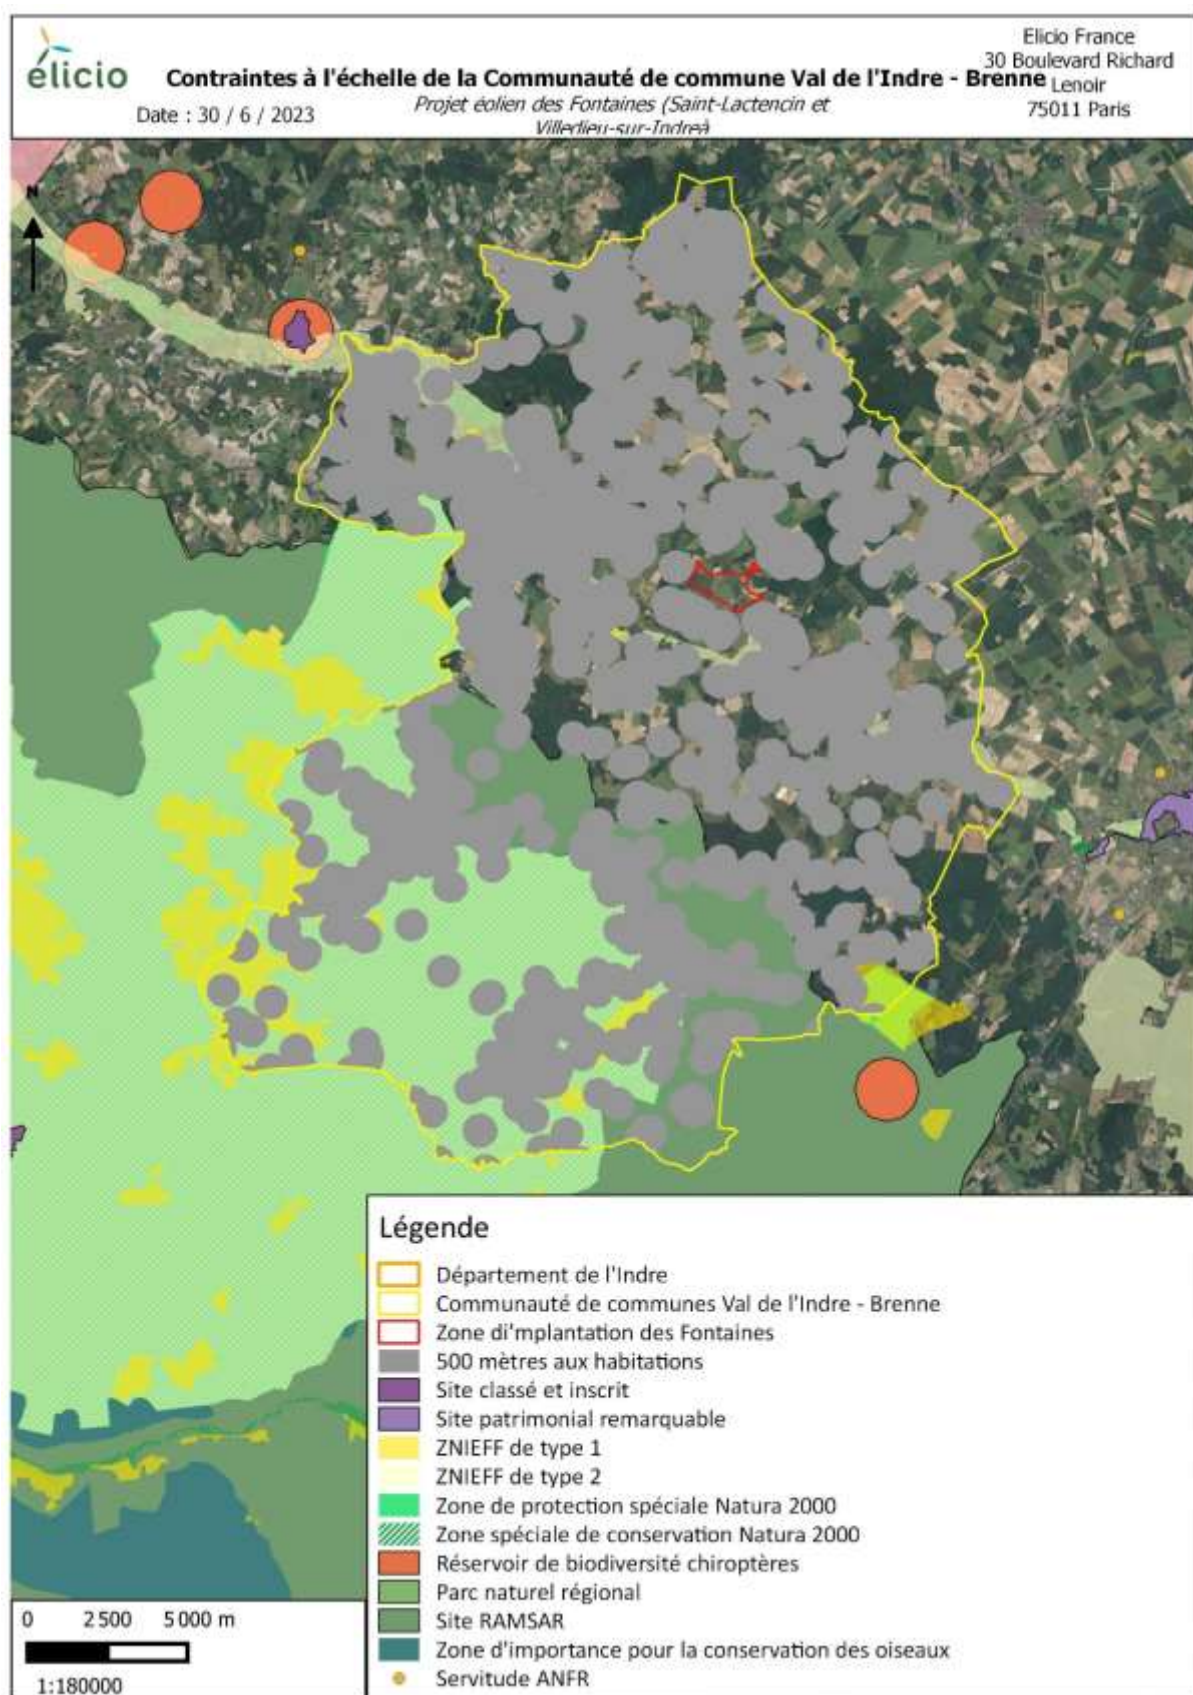 élicio
Contraintes à l'échelle de la Communauté de commune Val de l'Indre - Brenne
Date : 30 / 6 / 2023
Projet éolien des Fontaines (Saint-Lactencin et
Villedieu-sur-Indreà
Elicio France
30 Boulevard Richard
Lenoir
75011 Paris
N
Légende
Département de l'Indre
Communauté de communes Val de l'Indre - Brenne
Zone di'mplantation des Fontaines
500 mètres aux habitations
Site classé et inscrit
Site patrimonial remarquable
ZNIEFF de type 1
ZNIEFF de type 2
Zone de protection spéciale Natura 2000
Zone spéciale de conservation Natura 2000
Réservoir de biodiversité chiroptères
Parc naturel régional
Site RAMSAR
Zone d'importance pour la conservation des oiseaux
Servitude ANFR
0 2 500 5 000 m
1:180000